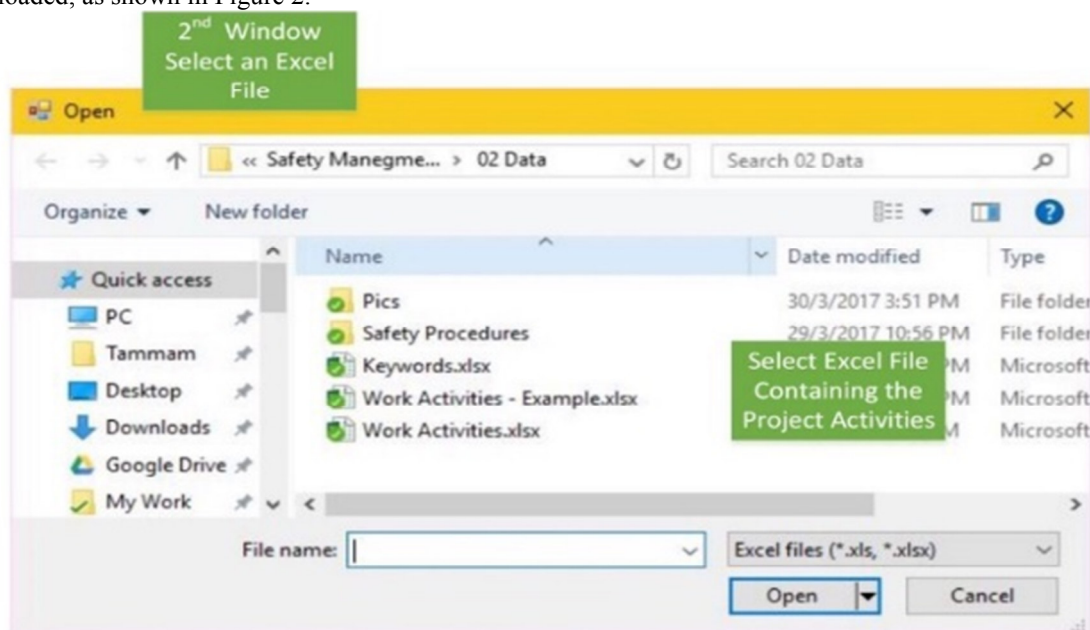 loaded, as shown in Figure 2.
2nd Window
Select an Excel
File
Open
« Safety Manegme... > 02 Data
Search 02 Data
Organize
New folder
Name
Date modified
Type
Quick access
PC
Tammam
Desktop
Downloads
Google Drive
My Work
Pics
30/3/2017 3:51 PM
File folder
Safety Procedures
29/3/2017 10:56 PM
File folder
Keywords.xlsx
PM
Microsoft
Work Activities - Example.xlsx
PM
Microsoft
Work Activities.xlsx
Microsoft
Select Excel File
Containing the
Project Activities
File name:
Excel files (*.xls, *.xlsx)
Open
Cancel